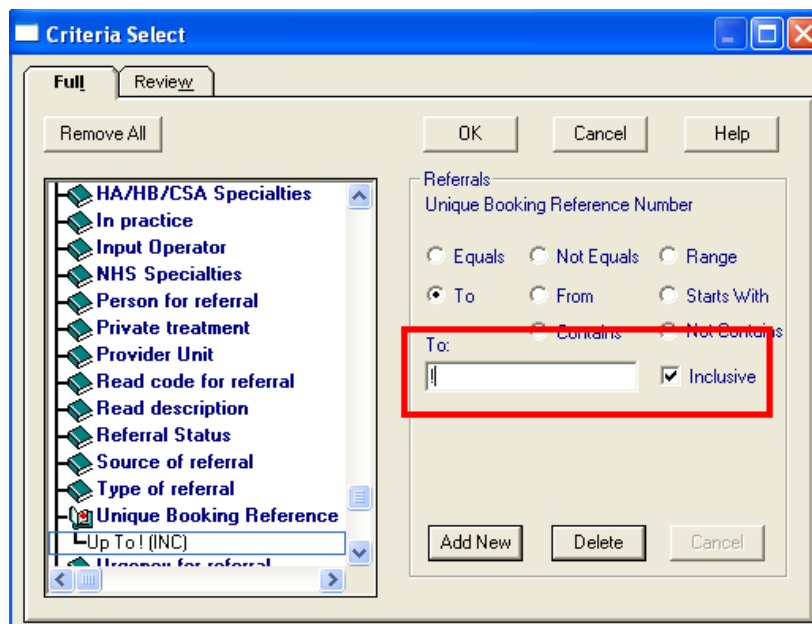 Criteria Select
Full Review
Remove All
OK Cancel Help
HA/HB/CSA Specialties
In practice
Input Operator
NHS Specialties
Person for referral
Private treatment
Provider Unit
Read code for referral
Read description
Referral Status
Source of referral
Type of referral
Unique Booking Reference
Up To ! (INC)
Urgency for referral
Referrals
Unique Booking Reference Number
Equals Not Equals Range
To From Starts With
Contains Not Contains
To:
! Inclusive
Add New Delete Cancel